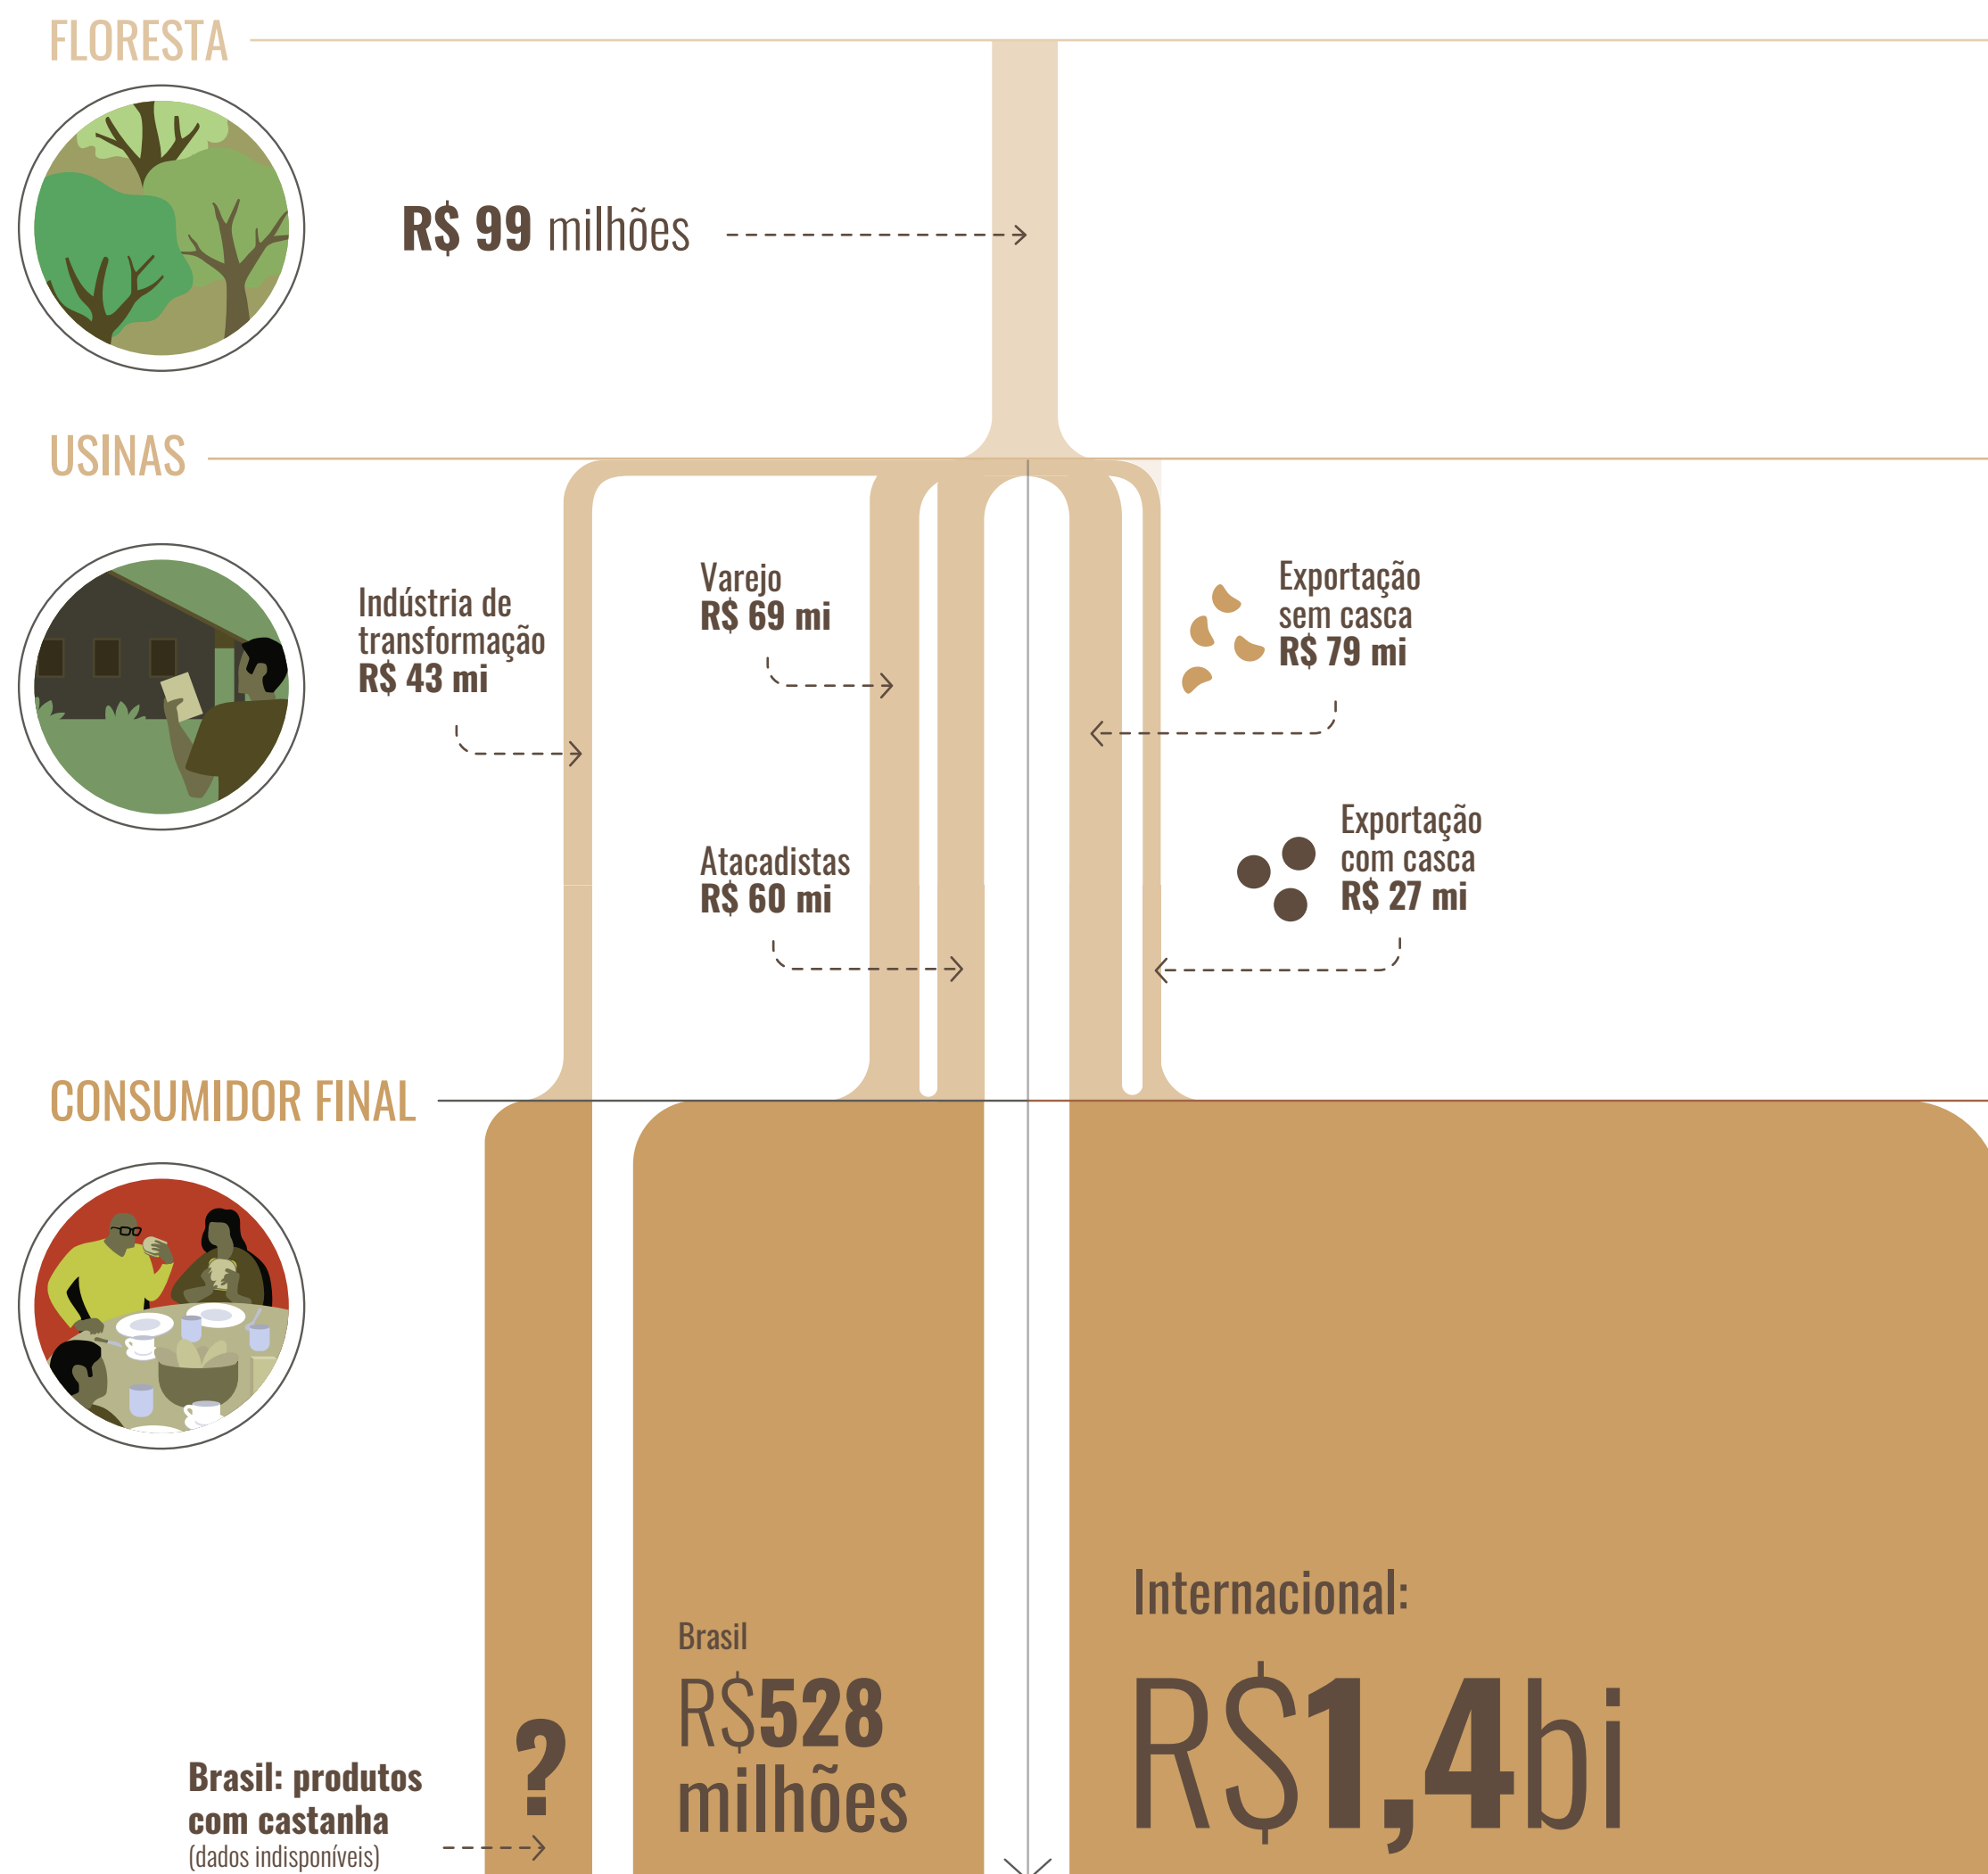 FLORESTA
R$ 99 milhões
USINAS
Indústria de
transformação
R$ 43 mi
Varejo
R$ 69 mi
Atacadistas
R$ 60 mi
Exportação
sem casca
R$ 79 mi
Exportação
com casca
R$ 27 mi
CONSUMIDOR FINAL
Brasil: produtos
com castanha
(dados indisponíveis)
?
Brasil
R$528
milhões
Internacional:
R$1,4bi